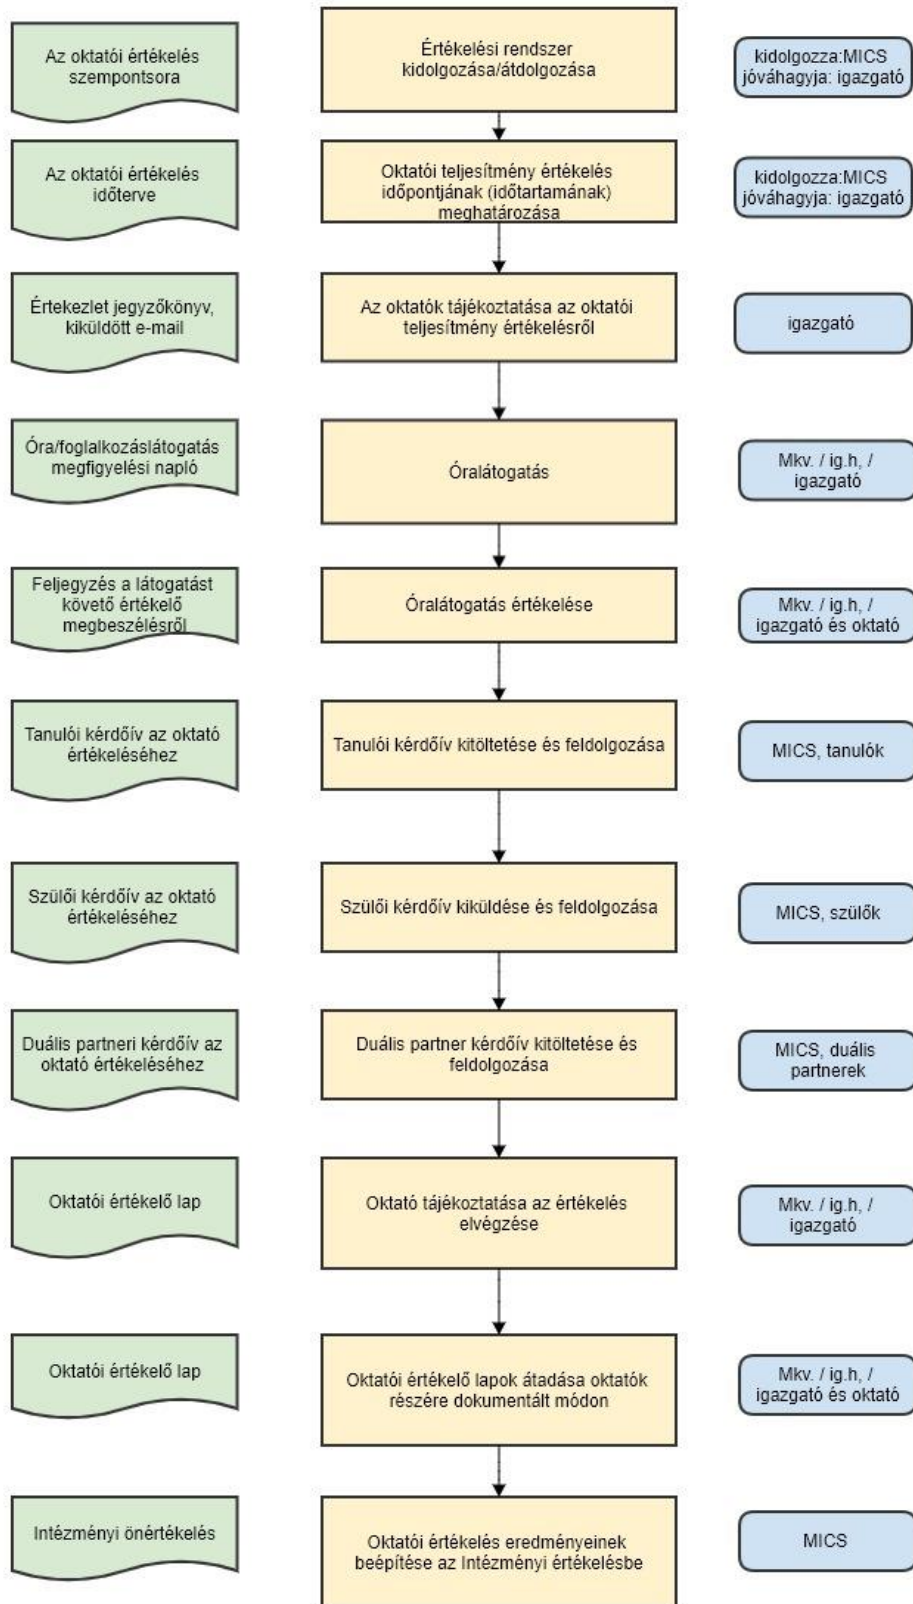 Az oktatói értékelés
szempontsora
Értékelési rendszer
kidolgozása/átdolgozása
kidolgozza:MICS
jóváhagyja: igazgató
Az oktatói értékelés
időterve
Oktatói teljesítmény értékelés
időpontjának (időtartamának)
meghatározása
kidolgozza:MICS
jóváhagyja: igazgató
Értekezlet jegyzőkönyv,
kiküldött e-mail
Az oktatók tájékoztatása az oktatói
teljesítmény értékelésről
igazgató
Óra/foglalkozáslátogatás
megfigyelési napló
Óralátogatás
Mkv. / ig.h, /
igazgató
Feljegyzés a látogatást
követő értékelő
megbeszélésről
Óralátogatás értékelése
Mkv. / ig.h, /
igazgató és oktató
Tanulói kérdőív az oktató
értékeléséhez
Tanulói kérdőív kitöltetése és feldolgozása
MICS, tanulók
Szülői kérdőív az oktató
értékeléséhez
Szülői kérdőív kiküldése és feldolgozása
MICS, szülők
Duális partneri kérdőív az
oktató értékeléséhez
Duális partner kérdőív kitöltetése és
feldolgozása
MICS, duális
partnerek
Oktatói értékelő lap
Oktató tájékoztatása az értékelés
elvégzése
Mkv. / ig.h, /
igazgató
Oktatói értékelő lap
Oktatói értékelő lapok átadása oktatók
részére dokumentált módon
Mkv. / ig.h, /
igazgató és oktató
Intézményi önértékelés
Oktatói értékelés eredményeinek
beépítése az Intézményi értékelésbe
MICS